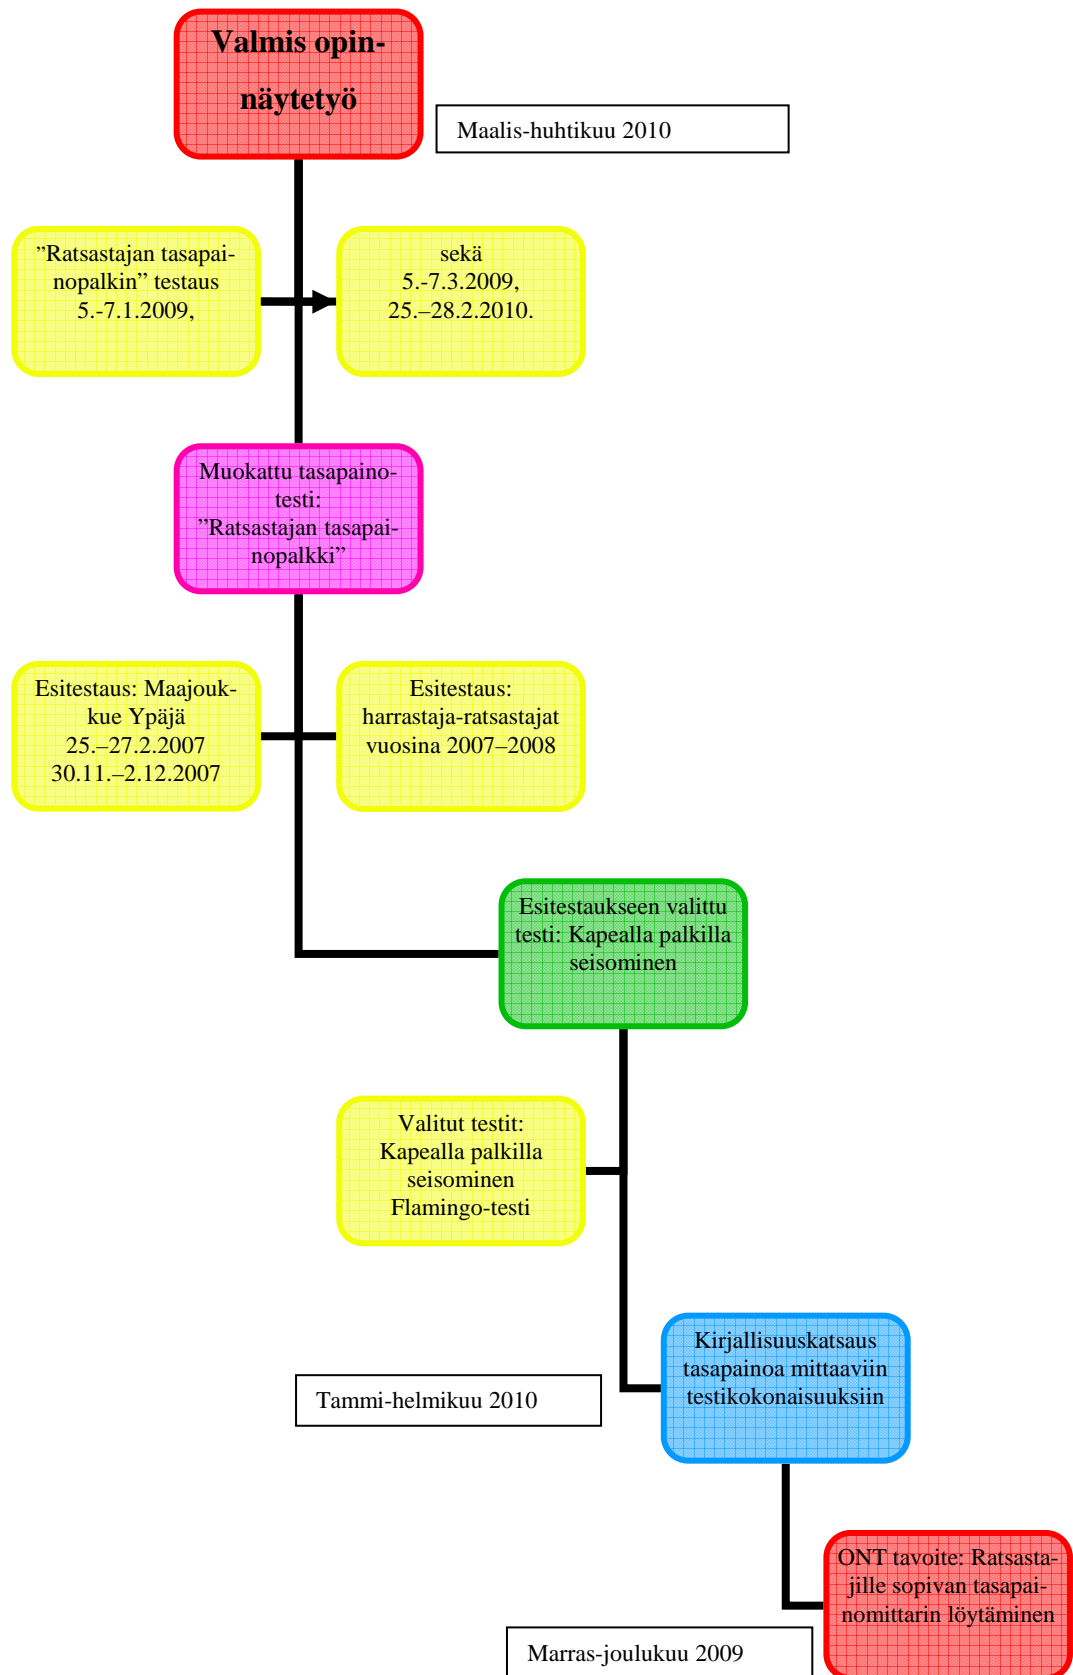 Valmis opin-
näytetyö
Maalis-huhtikuu 2010
”Ratsastajan tasapai-
nopalkin” testaus
5.-7.1.2009,
sekä
5.-7.3.2009,
25.–28.2.2010.
Muokattu tasapaino-
testi:
”Ratsastajan tasapai-
nopalkki”
Esitestaus: Maajouk-
kue Ypäjä
25.–27.2.2007
30.11.–2.12.2007
Esitestaus:
harrastaja-ratsastajat
vuosina 2007–2008
Esitestaukseen valittu
testi: Kapealla palkilla
seisominen
Valitut testit:
Kapealla palkilla
seisominen
Flamingo-testi
Kirjallisuuskatsaus
tasapainoa mittaaviin
testikokonaisuuksiin
Tammi-helmikuu 2010
ONT tavoite: Ratsasta-
jille sopivan tasapai-
nomittarin löytäminen
Marras-joulukuu 2009